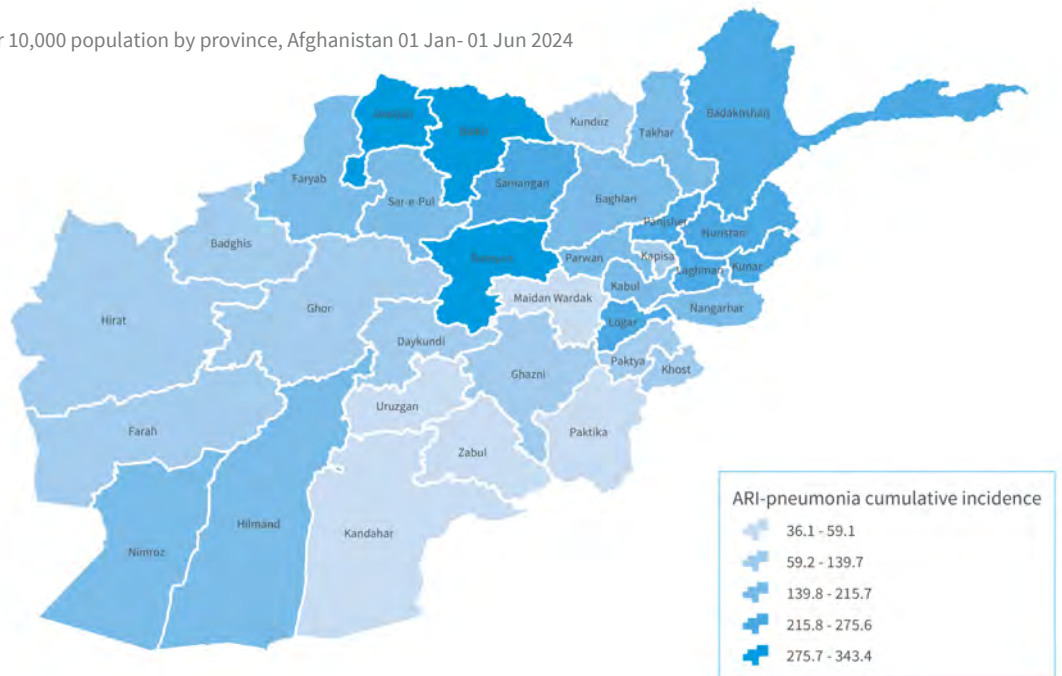 r 10,000 population by province, Afghanistan 01 Jan- 01 Jun 2024
Badakhshan
Kunduz
Takhar
Faryab
Samangan
Sar-e-Pul
Baghlan
Panjsher
Nuristan
Badghis
Parwan
Kapisa
Laghman
Kunar
Kabul
Maidan Wardak
Nangarhar
Ghor
Hirat
Logar
Daykundi
Paktya
Khost
Ghazni
Uruzgan
Farah
Paktika
Zabul
Hilmand
Kandahar
Nimroz
ARI-pneumonia cumulative incidence
36.1 - 59.1
59.2 - 139.7
139.8 - 215.7
215.8 - 275.6
275.7 - 343.4